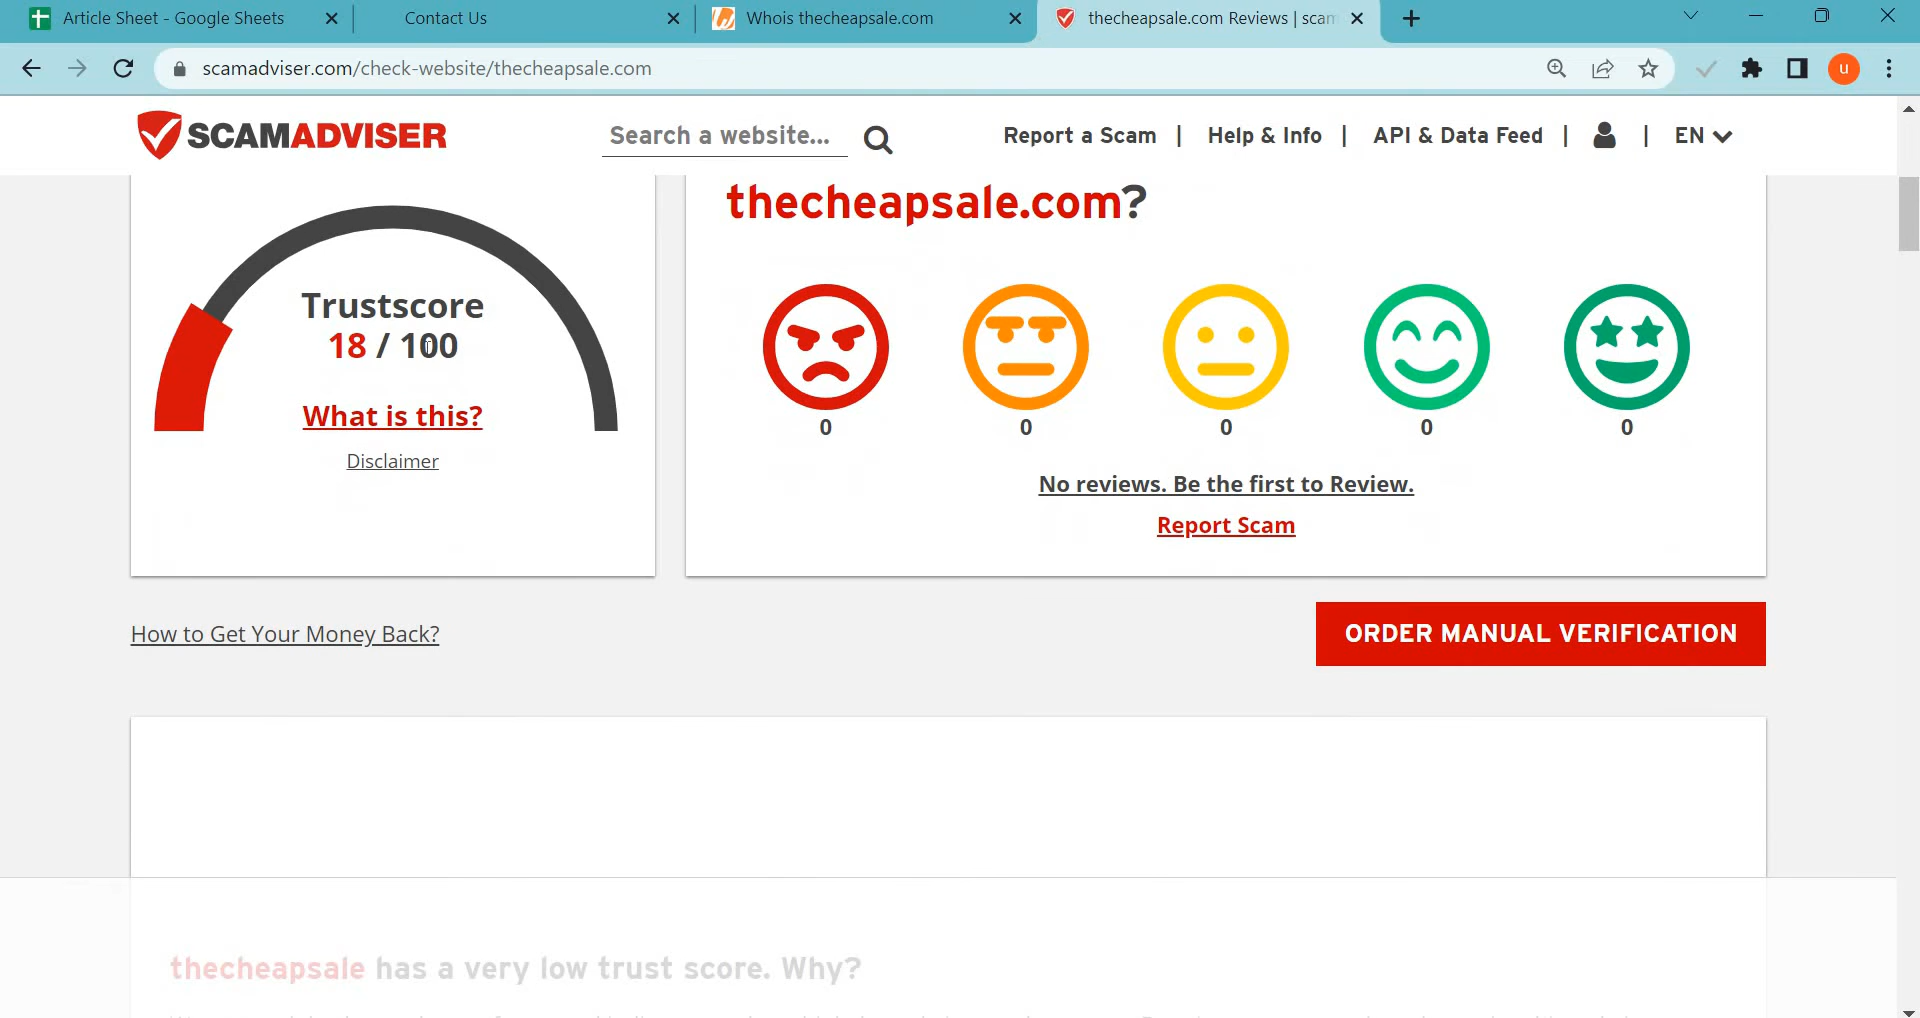 Article Sheet - Google Sheets
Contact Us
Whois thecheapsale.com
thecheapsale.com Reviews | scam
scamadviser.com/check-website/thecheapsale.com
u
SCAMADVISER
Search a website...
Report a Scam | Help & Info | API & Data Feed | | EN
thecheapsale.com?
Trustscore
18 / 100
What is this?
Disclaimer
0 0 0 0 0
No reviews. Be the first to Review.
Report Scam
How to Get Your Money Back?
ORDER MANUAL VERIFICATION
thecheapsale has a very low trust score. Why?